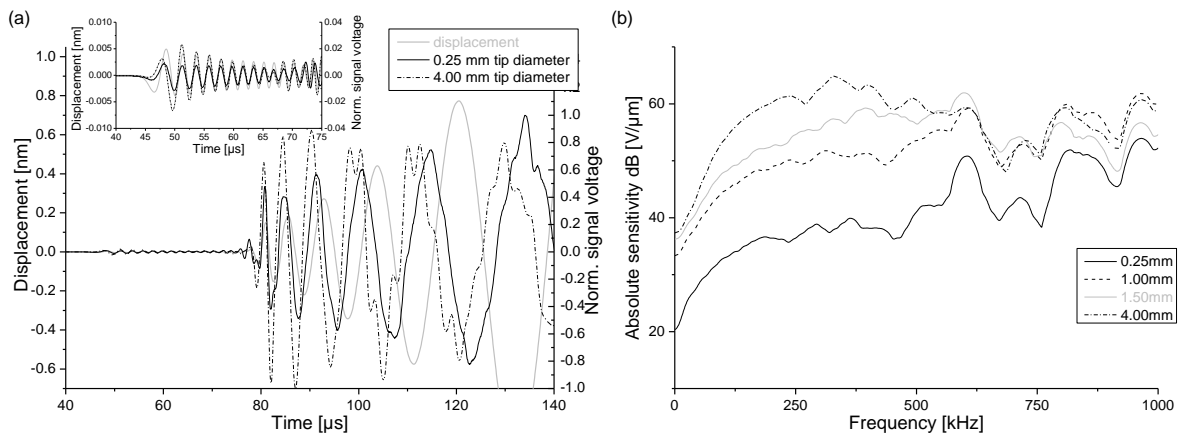 (a)
0.010
0.005
0.000
-0.005
-0.010
Displacement [nm]
40 45 50 55 60 65 70 75
Time [µs]
0.04
0.02
0.00
-0.02
-0.04
Norm. signal voltage
displacement
0.25 mm tip diameter
4.00 mm tip diameter
1.0
0.8
0.6
0.4
0.2
0.0
-0.2
-0.4
-0.6
Displacement [nm]
1.0
0.8
0.6
0.4
0.2
0.0
-0.2
-0.4
-0.6
-0.8
-1.0
Norm. signal voltage
40 60 80 100 120 140
Time [µs]
(b)
60
40
20
Absolute sensitivity dB [V/µm]
0.25mm
1.00mm
1.50mm
4.00mm
0 250 500 750 1000
Frequency [kHz]